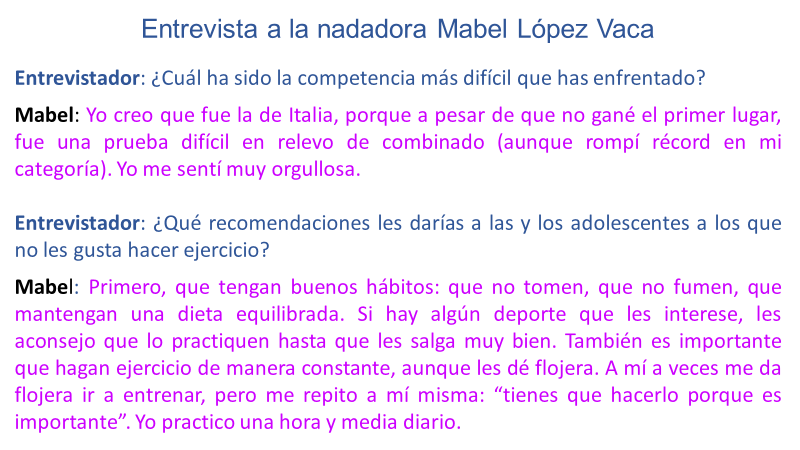 Entrevista a la nadadora Mabel López Vaca
Entrevistador: ¿Cuál ha sido la competencia más difícil que has enfrentado?
Mabel: Yo creo que fue la de Italia, porque a pesar de que no gané el primer lugar,
fue una prueba difícil en relevo de combinado (aunque rompí récord en mi
categoría). Yo me sentí muy orgullosa.
Entrevistador: ¿Qué recomendaciones les darías a las y los adolescentes a los que
no les gusta hacer ejercicio?
Mabel: Primero, que tengan buenos hábitos: que no tomen, que no fumen, que
mantengan una dieta equilibrada. Si hay algún deporte que les interese, les
aconsejo que lo practiquen hasta que les salga muy bien. También es importante
que hagan ejercicio de manera constante, aunque les dé flojera. A mí a veces me da
flojera ir a entrenar, pero me repito a mí misma: “tienes que hacerlo porque es
importante”. Yo practico una hora y media diario.